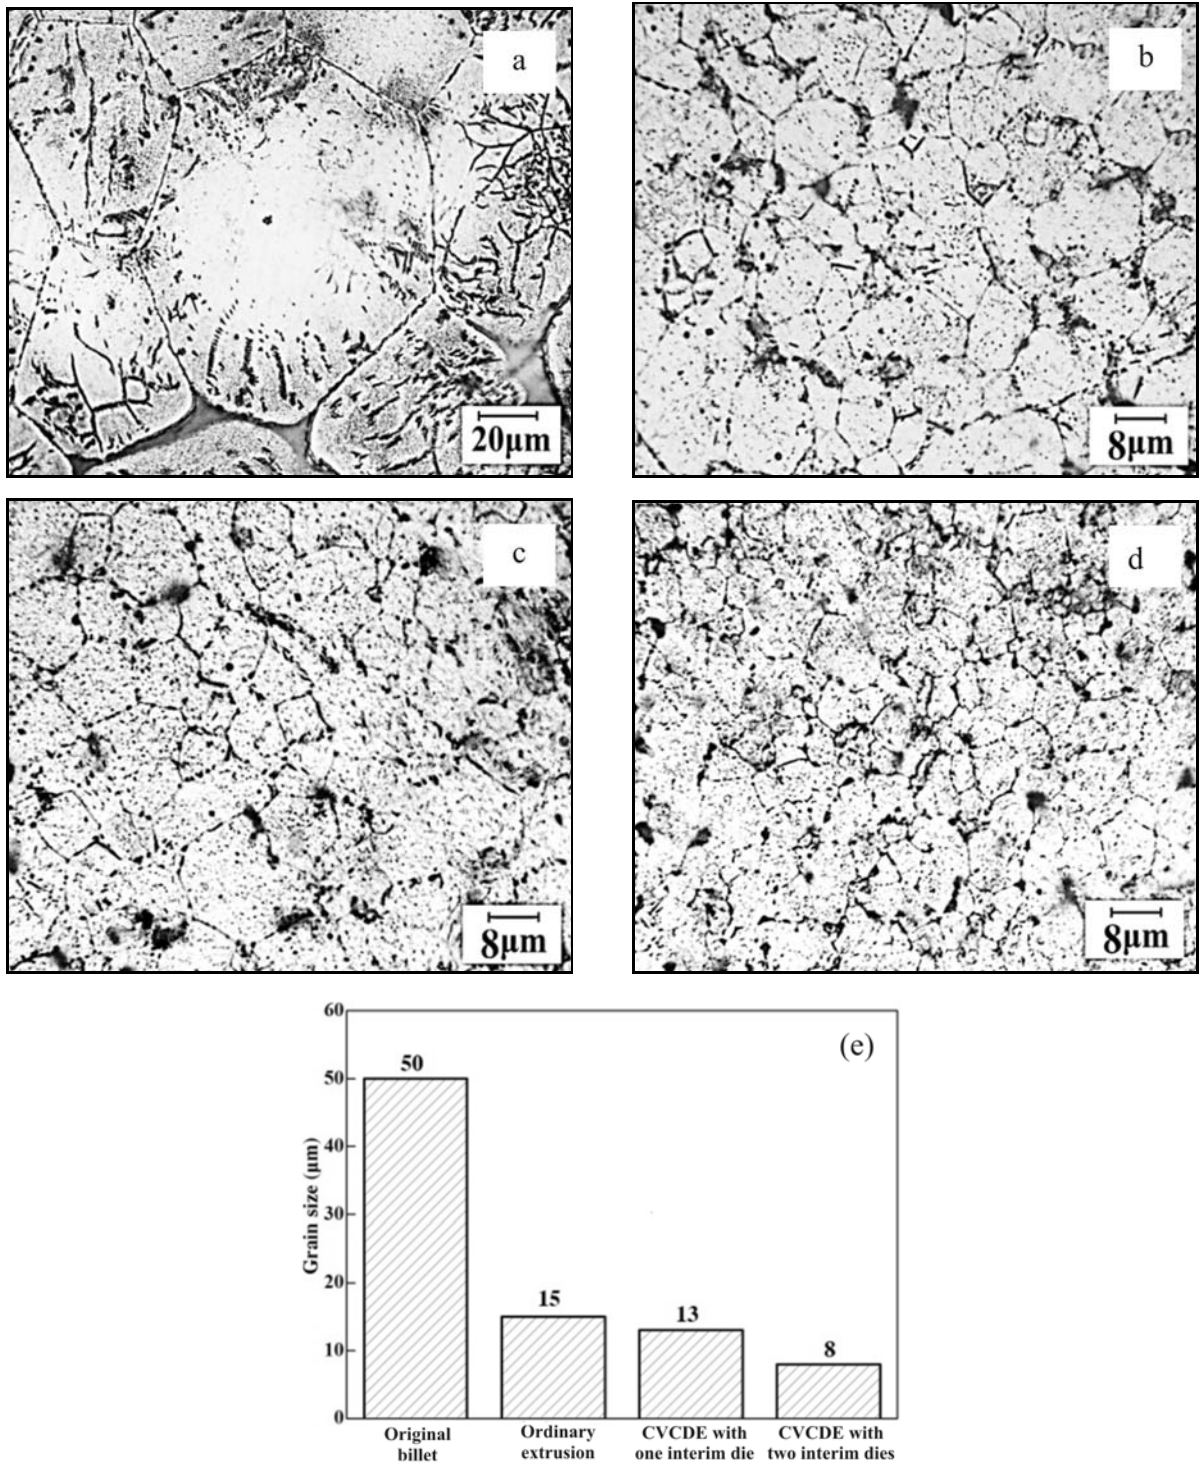 a
b
20μm
8μm
c
d
8μm
8μm
(e)
60
50
40
30
20
10
0
Grain size (μm)
50
15
13
8
Original
billet
Ordinary
extrusion
CVCDE with
one interim die
CVCDE with
two interim dies